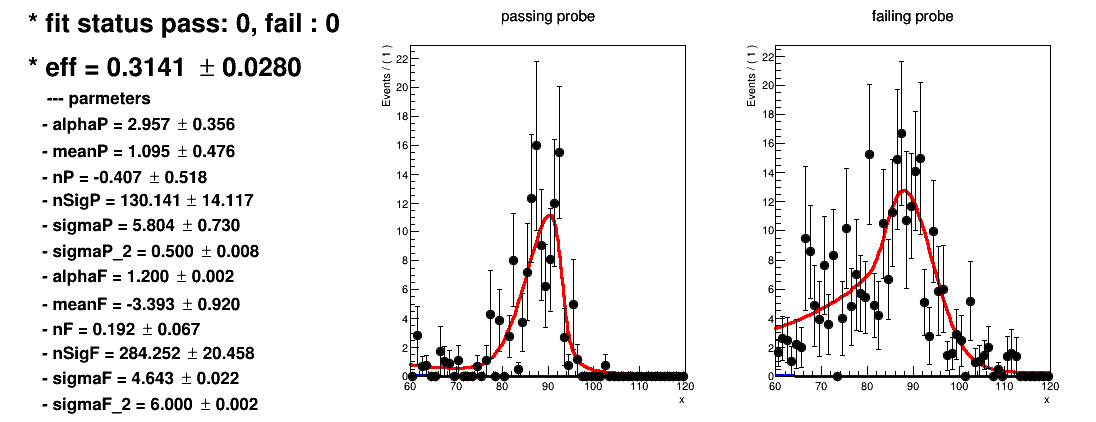 * fit status pass: 0, fail : 0
* eff = 0.3141 ± 0.0280
--- parmeters
- alphaP = 2.957 ± 0.356
- meanP = 1.095 ± 0.476
- nP = -0.407 ± 0.518
- nSigP = 130.141 ± 14.117
- sigmaP = 5.804 ± 0.730
- sigmaP_2 = 0.500 ± 0.008
- alphaF = 1.200 ± 0.002
- meanF = -3.393 ± 0.920
- nF = 0.192 ± 0.067
- nSigF = 284.252 ± 20.458
- sigmaF = 4.643 ± 0.022
- sigmaF_2 = 6.000 ± 0.002
passing probe
Events / ( 1 )
22
20
18
16
14
12
10
8
6
4
2
0
60 70 80 90 100 110 120
x
failing probe
Events / ( 1 )
22
20
18
16
14
12
10
8
6
4
2
0
60 70 80 90 100 110 120
x